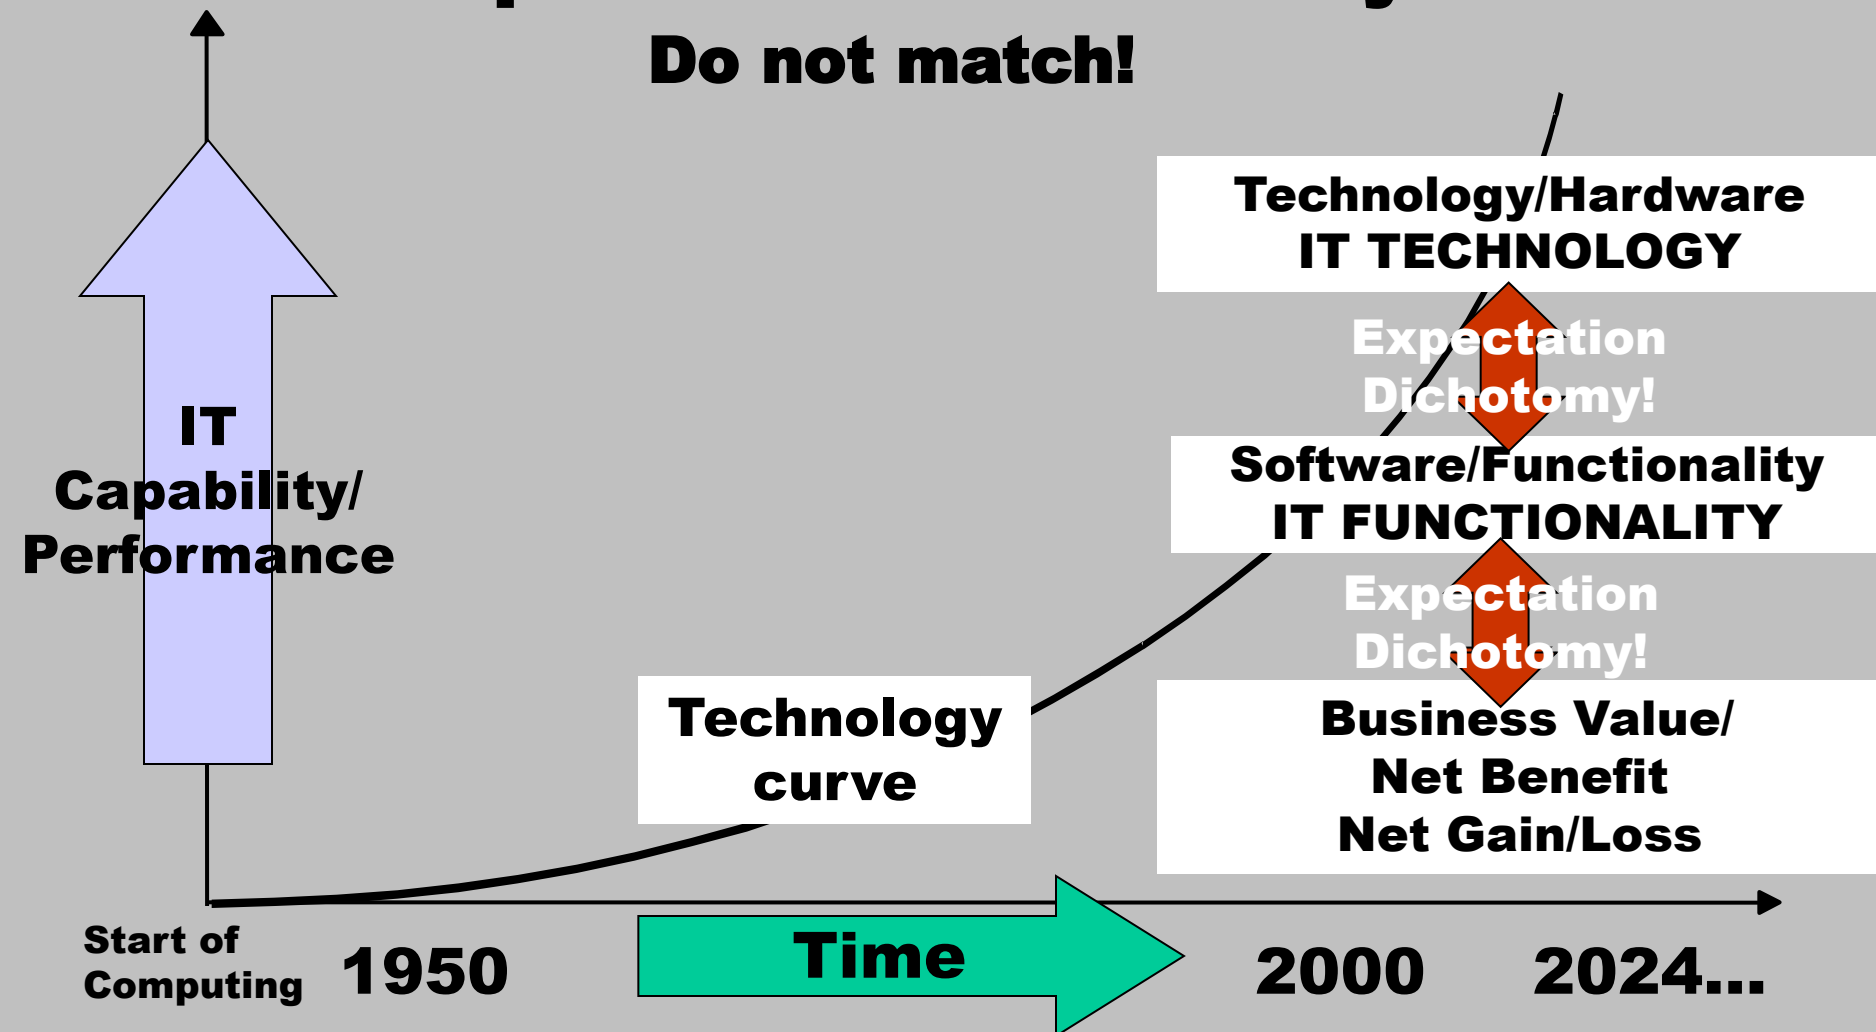 Do not match!
Technology/Hardware
IT TECHNOLOGY
Expectation
Dichotomy!
IT
Capability/
Performance
Software/Functionality
IT FUNCTIONALITY
Expectation
Dichotomy!
Technology
curve
Business Value/
Net Benefit
Net Gain/Loss
Start of
Computing
1950
Time
2000
2024...